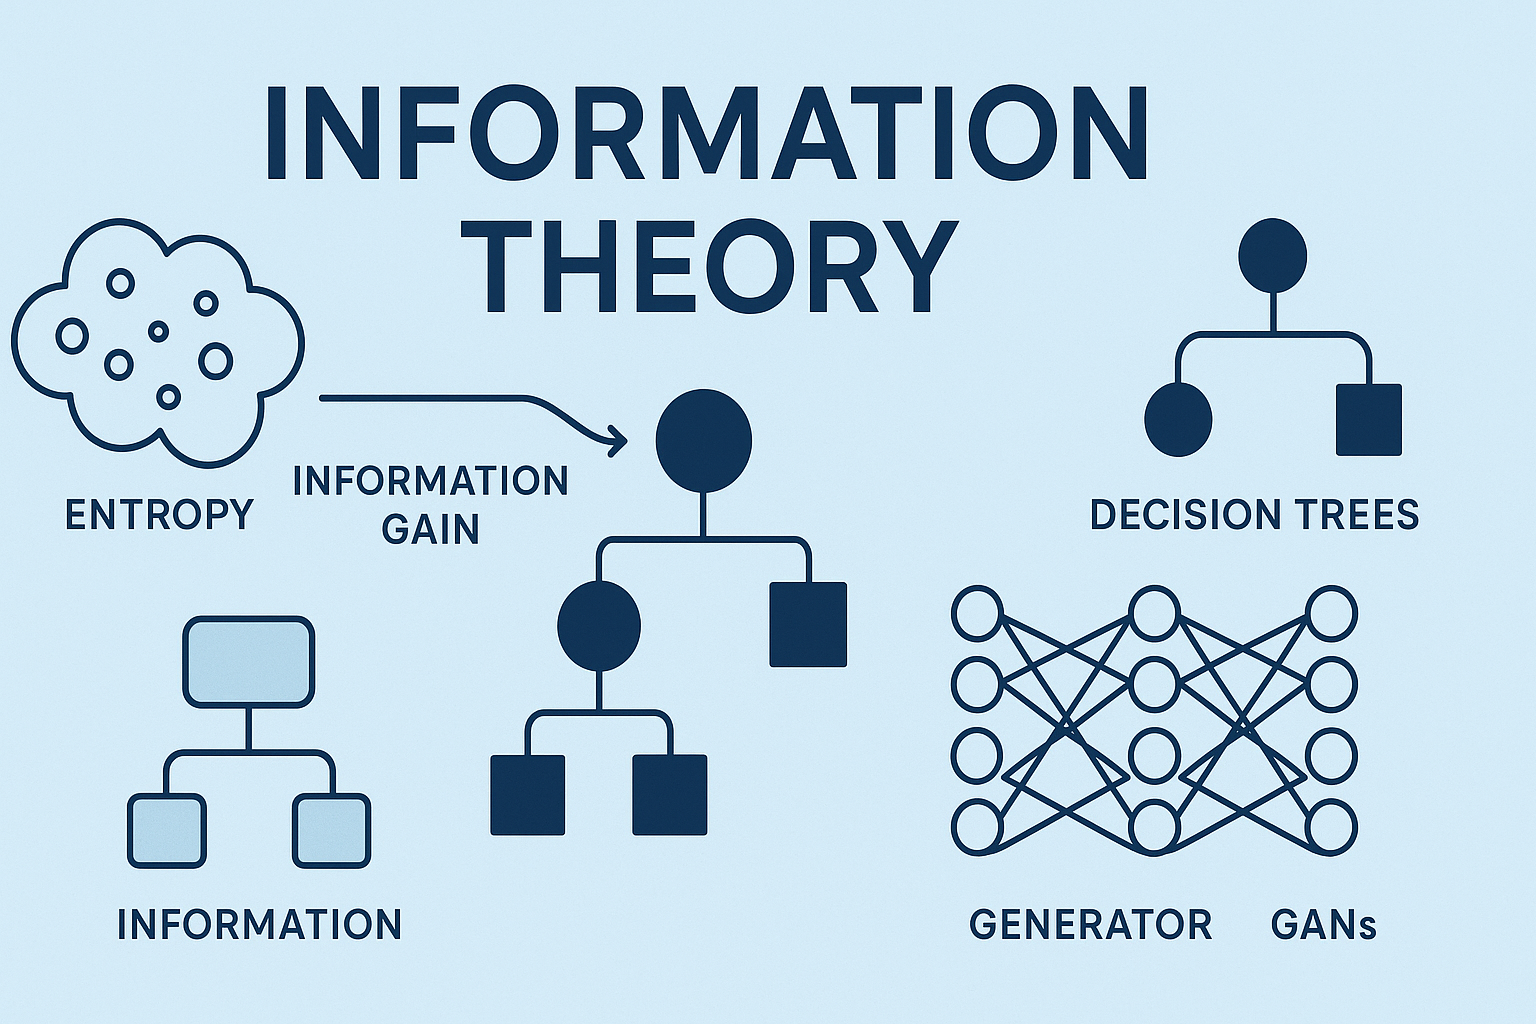 INFORMATION
THEORY
ENTROPY
INFORMATION
GAIN
DECISION TREES
INFORMATION
GENERATOR
GANs